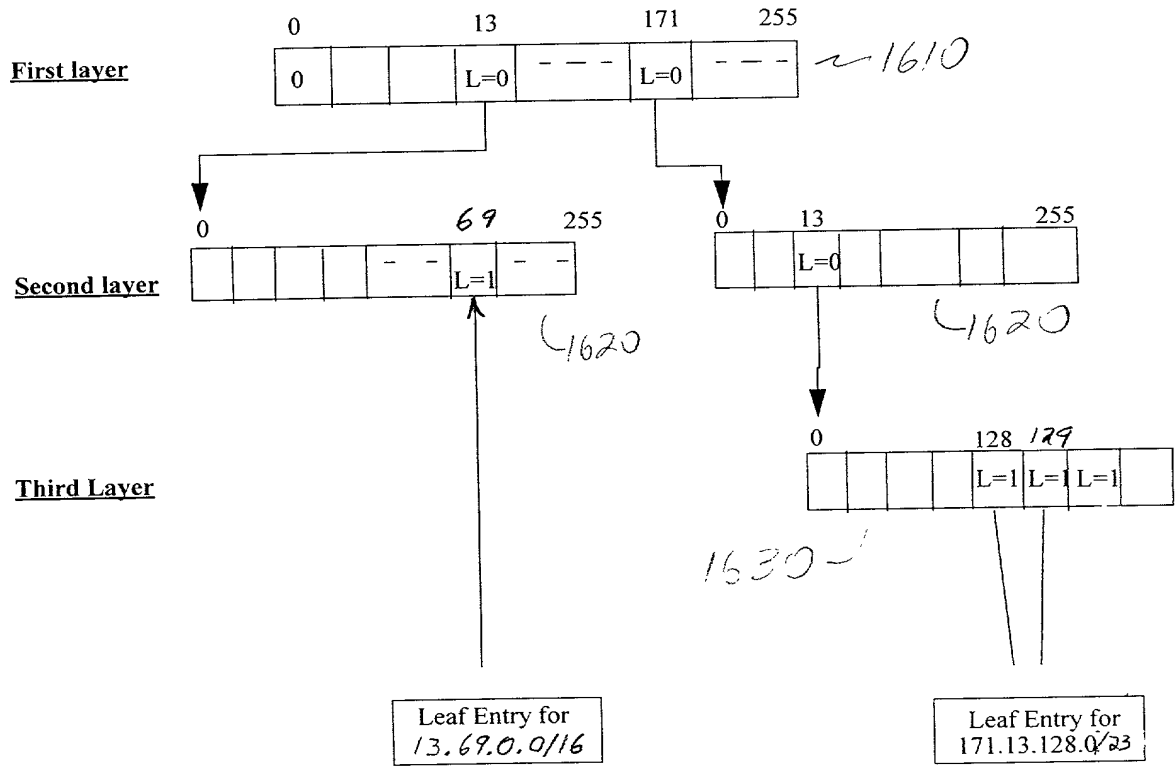 0 13 171 255
First layer
0 L=0 - - - L=0 - - - 1610
0 69 255 0 13 255
Second layer
L=1 L=0
1620 1620
0 128 129
Third Layer
L=1 L=1 L=1
1630
Leaf Entry for
13.69.0.0/16
Leaf Entry for
171.13.128.0/23